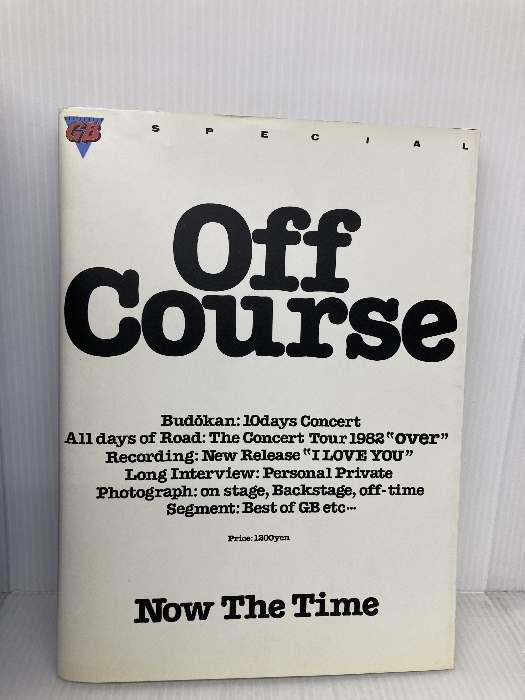 GB
SPECIAL
Off
Course
Budōkan: 10days Concert
All days of Road: The Concert Tour 1982 “over”
Recording: New Release “I LOVE YOU”
Long Interview: Personal Private
Photograph: on stage, Backstage, off-time
Segment: Best of GB etc…
Price: 1200yen
Now The Time